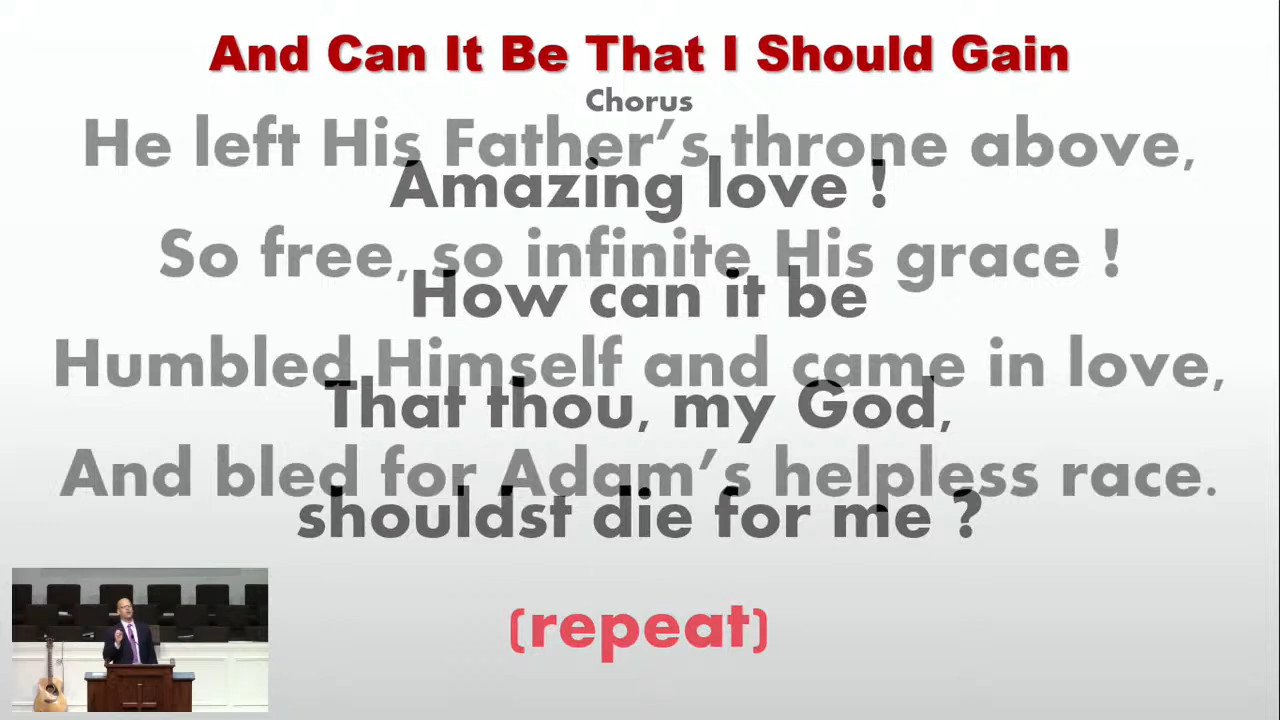 And Can It Be That I Should Gain
Chorus
He left His Father's throne above,
Amazing love !
So free, so infinite His grace !
How can it be
Humbled Himself and came in love,
That thou, my God,
And bled for Adam's helpless race.
shouldst die for me ?
(repeat)